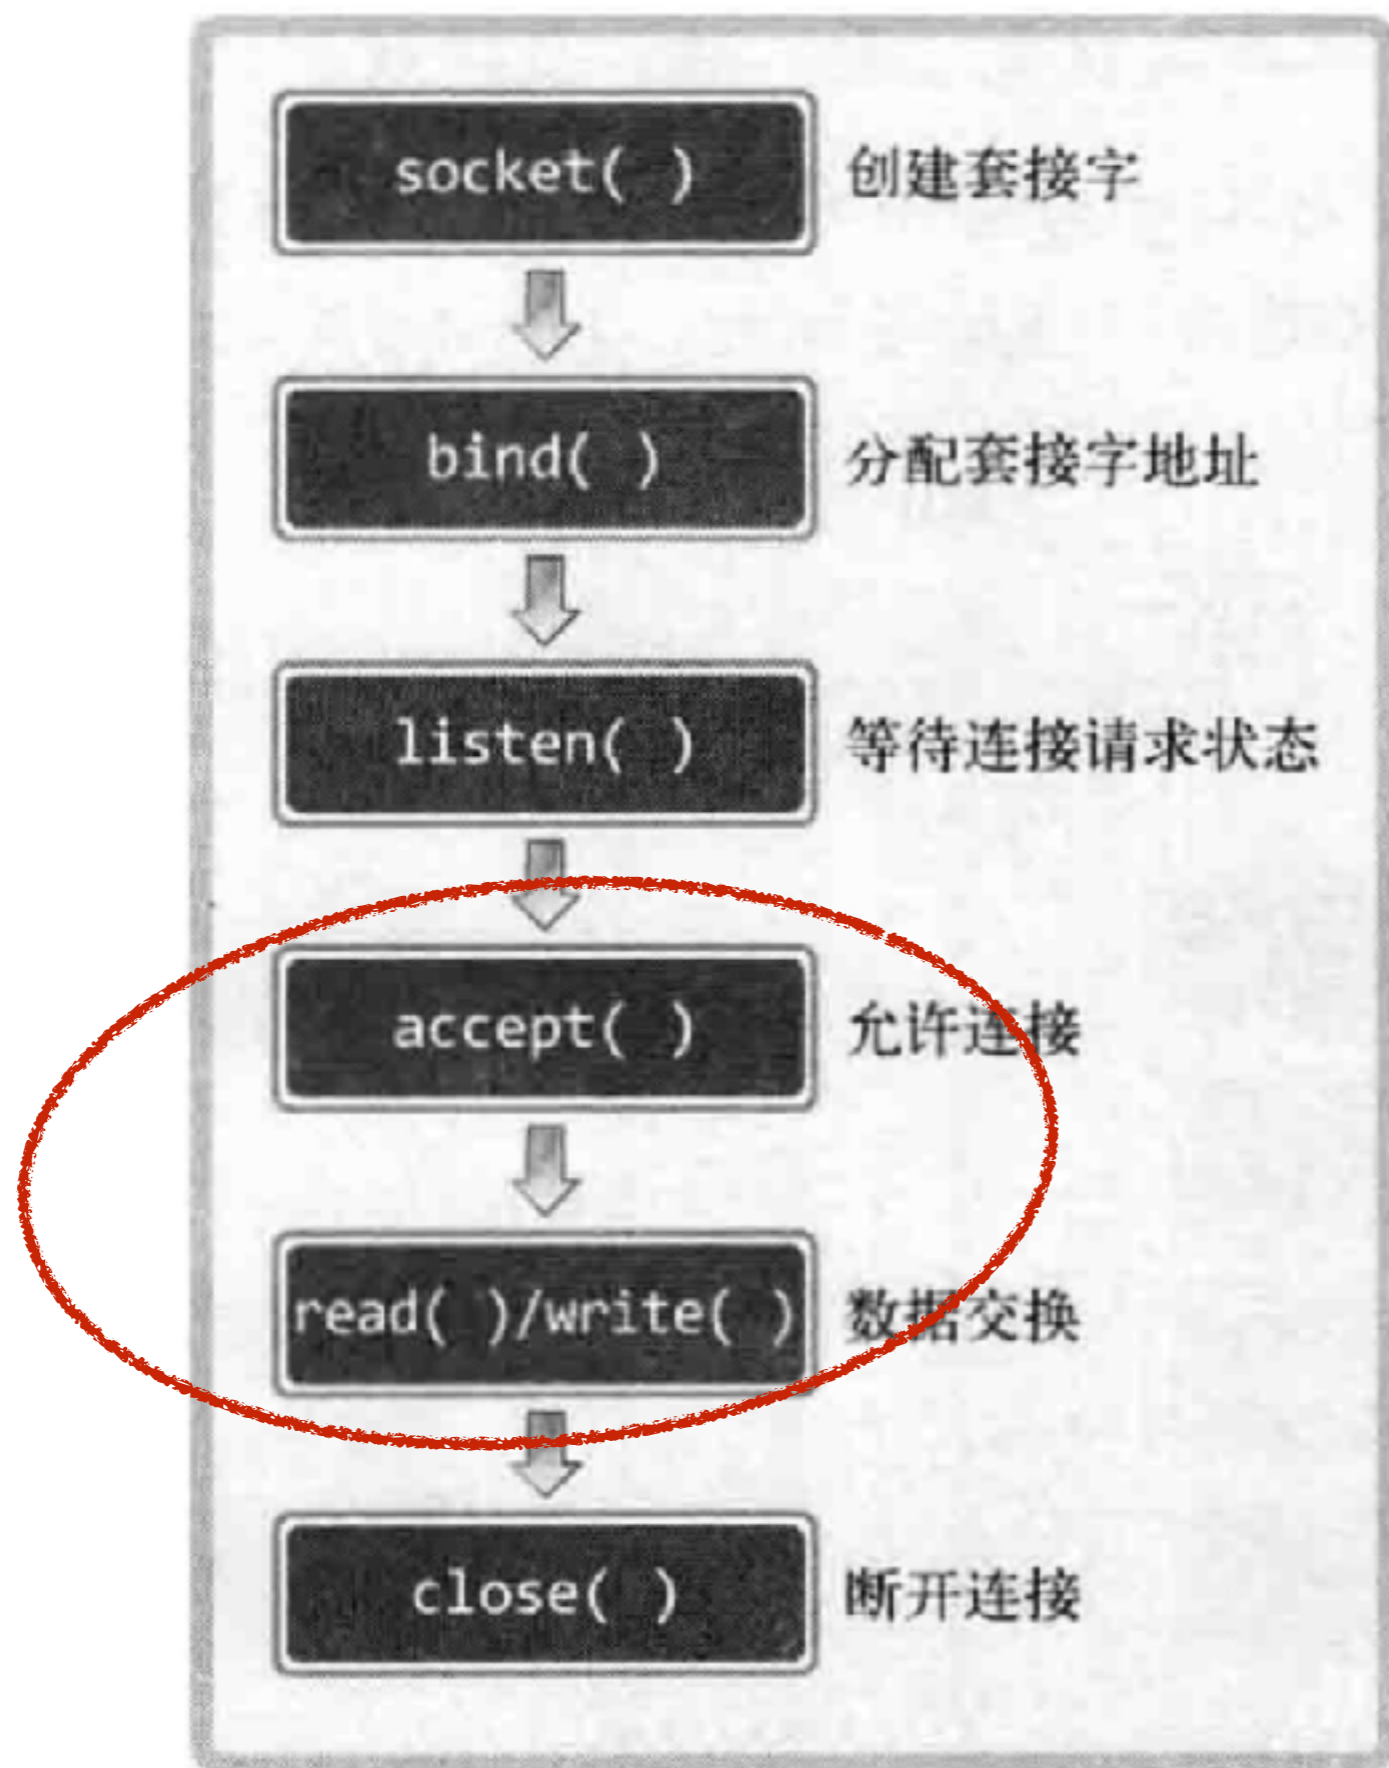 socket( ) 创建套接字
bind( ) 分配套接字地址
listen( ) 等待连接请求状态
accept( ) 允许连接
read( )/write( ) 数据交换
close( ) 断开连接